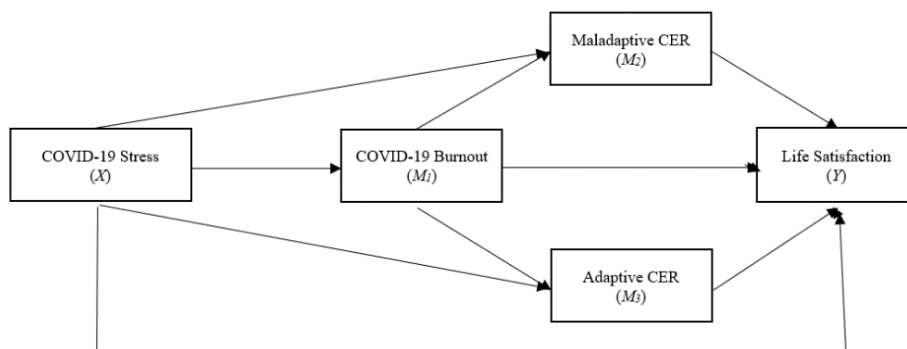 Maladaptive CER
(M2)
COVID-19 Stress
(X)
COVID-19 Burnout
(M1)
Life Satisfaction
(Y)
Adaptive CER
(M3)